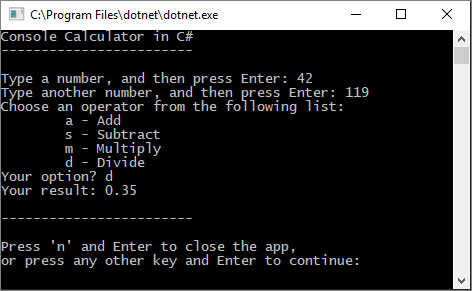 C:\Program Files\dotnet\dotnet.exe
Console Calculator in C#
------------------------
Type a number, and then press Enter: 42
Type another number, and then press Enter: 119
Choose an operator from the following list:
a - Add
s - Subtract
m - Multiply
d - Divide
Your option? d
Your result: 0.35
------------------------
Press 'n' and Enter to close the app,
or press any other key and Enter to continue: